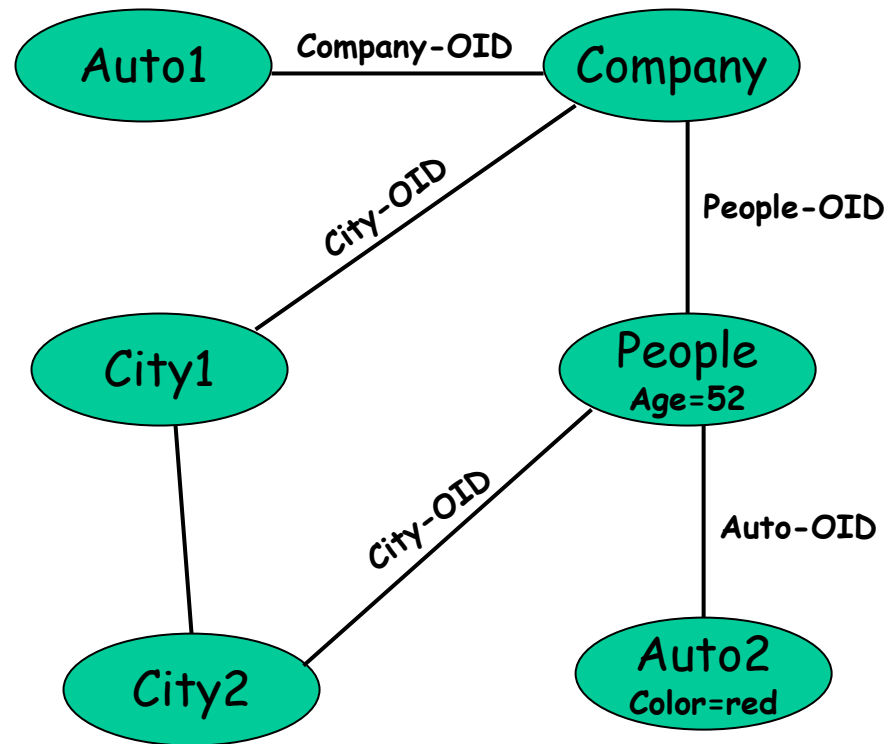 Auto1
Company-OID
Company
City-OID
People-OID
City1
People
Age=52
City-OID
Auto-OID
City2
Auto2
Color=red